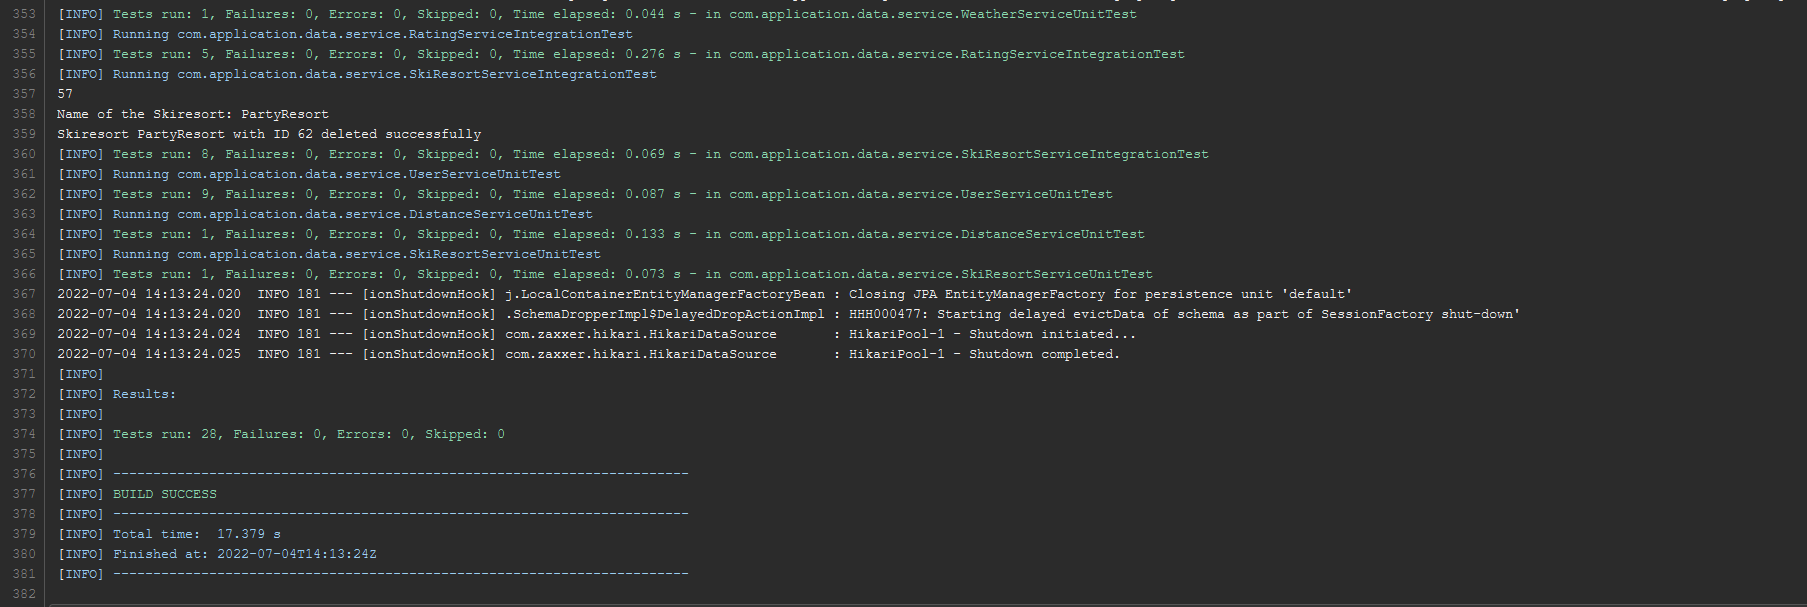 353 [INFO] Tests run: 1, Failures: 0, Errors: 0, Skipped: 0, Time elapsed: 0.044 s - in com.application.data.service.WeatherServiceUnitTest
354 [INFO] Running com.application.data.service.RatingServiceIntegrationTest
355 [INFO] Tests run: 5, Failures: 0, Errors: 0, Skipped: 0, Time elapsed: 0.276 s - in com.application.data.service.RatingServiceIntegrationTest
356 [INFO] Running com.application.data.service.SkiResortServiceIntegrationTest
357 57
358 Name of the Skiresort: PartyResort
359 Skiresort PartyResort with ID 62 deleted successfully
360 [INFO] Tests run: 8, Failures: 0, Errors: 0, Skipped: 0, Time elapsed: 0.069 s - in com.application.data.service.SkiResortServiceIntegrationTest
361 [INFO] Running com.application.data.service.UserServiceUnitTest
362 [INFO] Tests run: 9, Failures: 0, Errors: 0, Skipped: 0, Time elapsed: 0.087 s - in com.application.data.service.UserServiceUnitTest
363 [INFO] Running com.application.data.service.DistanceServiceUnitTest
364 [INFO] Tests run: 1, Failures: 0, Errors: 0, Skipped: 0, Time elapsed: 0.133 s - in com.application.data.service.DistanceServiceUnitTest
365 [INFO] Running com.application.data.service.SkiResortServiceUnitTest
366 [INFO] Tests run: 1, Failures: 0, Errors: 0, Skipped: 0, Time elapsed: 0.073 s - in com.application.data.service.SkiResortServiceUnitTest
367 2022-07-04 14:13:24.020  INFO 181 --- [ionShutdownHook] j.LocalContainerEntityManagerFactoryBean : Closing JPA EntityManagerFactory for persistence unit 'default'
368 2022-07-04 14:13:24.020  INFO 181 --- [ionShutdownHook] .SchemaDropperImpl$DelayedDropActionImpl : HHH000477: Starting delayed evictData of schema as part of SessionFactory shut-down'
369 2022-07-04 14:13:24.024  INFO 181 --- [ionShutdownHook] com.zaxxer.hikari.HikariDataSource       : HikariPool-1 - Shutdown initiated...
370 2022-07-04 14:13:24.025  INFO 181 --- [ionShutdownHook] com.zaxxer.hikari.HikariDataSource       : HikariPool-1 - Shutdown completed.
371 [INFO]
372 [INFO] Results:
373 [INFO]
374 [INFO] Tests run: 28, Failures: 0, Errors: 0, Skipped: 0
375 [INFO]
376 [INFO] ------------------------------------------------------------------------
377 [INFO] BUILD SUCCESS
378 [INFO] ------------------------------------------------------------------------
379 [INFO] Total time:  17.379 s
380 [INFO] Finished at: 2022-07-04T14:13:24Z
381 [INFO] ------------------------------------------------------------------------
382